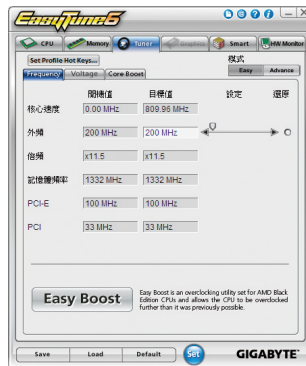 EasyTune6
CPU Memory Tuner Graphics Smart HW Monitor
Set Profile Hot Keys... 模式
Frequency Voltage Core Boost Easy Advance
開機值 目標值 設定 還原
核心速度 0.00 MHz 809.96 MHz
外頻 200 MHz 200 MHz
倍頻 x11.5 x11.5
記憶體頻率 1332 MHz 1332 MHz
PCI-E 100 MHz 100 MHz
PCI 33 MHz 33 MHz
Easy Boost
Easy Boost is an overclocking utility set for AMD Black
Edition CPUs and allows the CPU to be overclocked
further than it was previously possible.
Save Load Default Set GIGABYTE